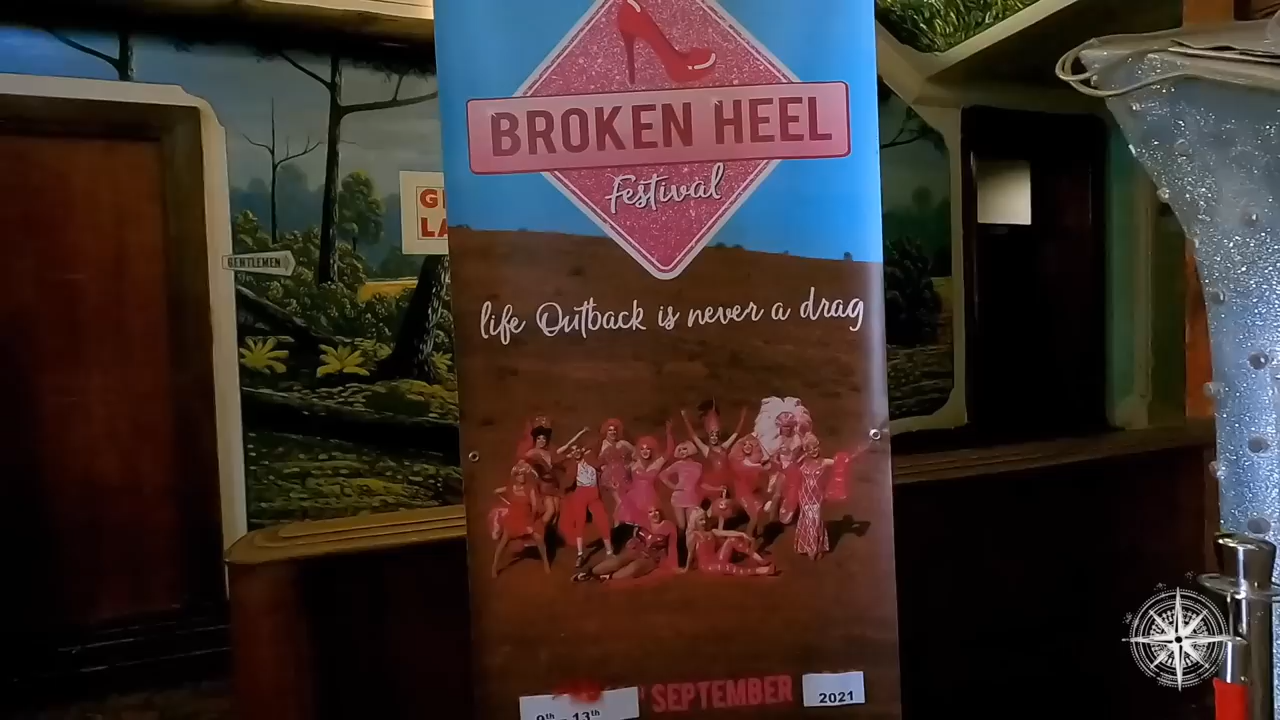 BROKEN HEEL
Festival
GENTLEMEN
life Outback is never a drag
9th - 13th SEPTEMBER 2021